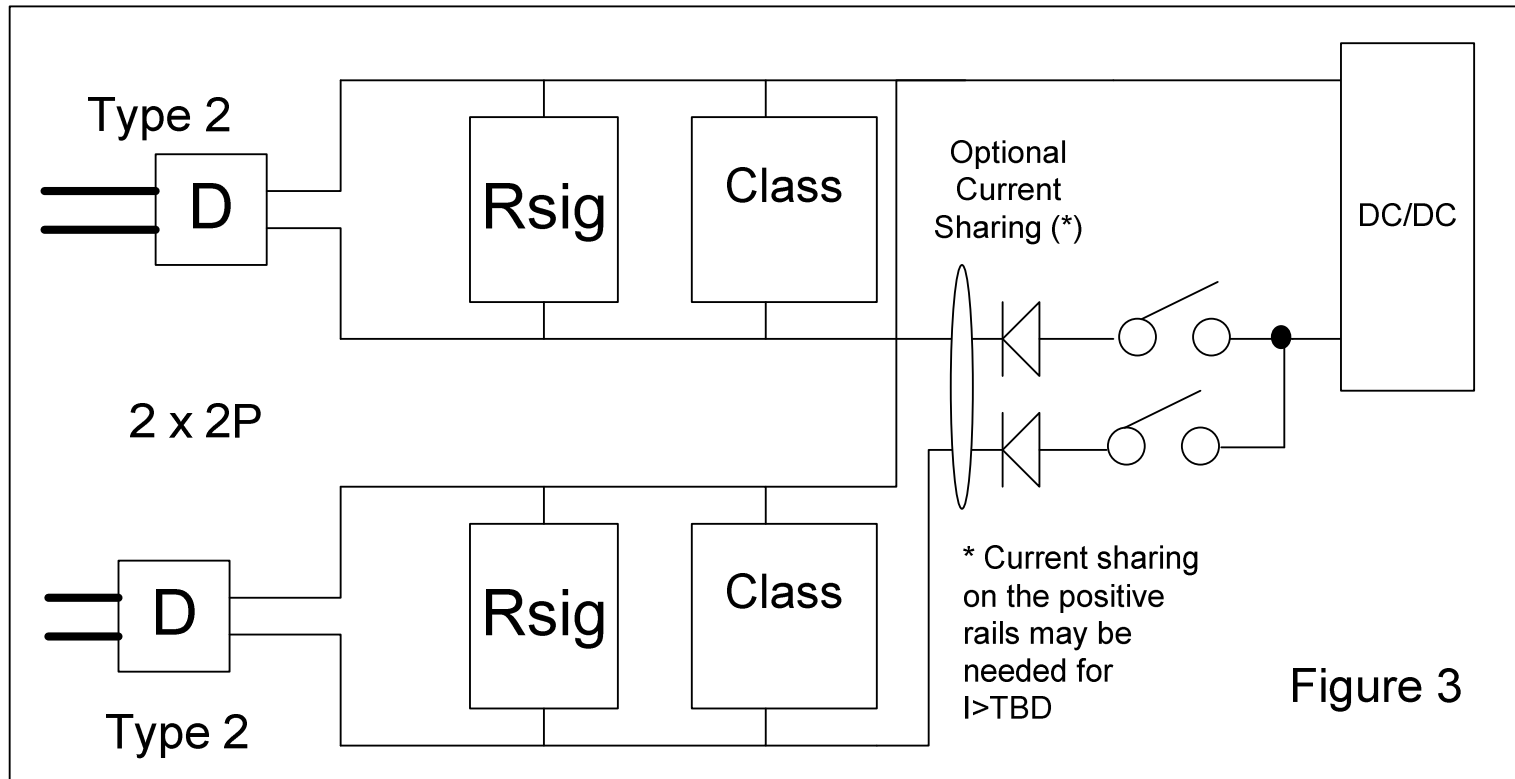 Type 2
D
Rsig
Class
Optional
Current
Sharing (*)
DC/DC
2 x 2P
D
Type 2
Rsig
Class
* Current sharing
on the positive
rails may be
needed for
I>TBD
Figure 3